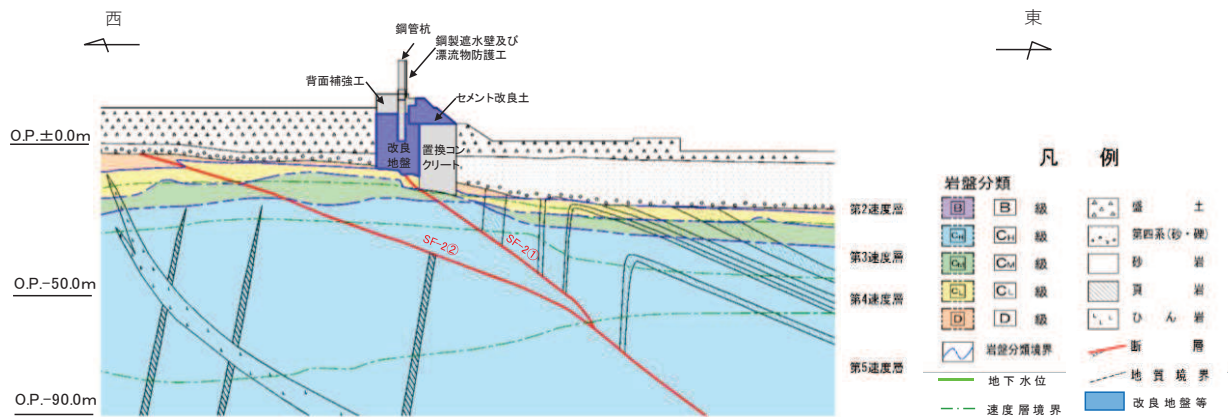 西
東
鋼管杭
鋼製遮水壁及び
漂流物防護工
背面補強工
セメント改良土
O.P.±0.0m
改良
地盤
置換コン
クリート
SF-2②
SF-2①
O.P.-50.0m
O.P.-90.0m
第2速度層
第3速度層
第4速度層
第5速度層
凡 例
岩盤分類
B B 級
CH CH 級
CM CM 級
CL CL 級
D D 級
岩盤分類境界
地下水位
速度層境界
盛 土
第四系(砂・礫)
砂 岩
頁 岩
ひ ん 岩
断 層
地 質 境 界
改良地盤等